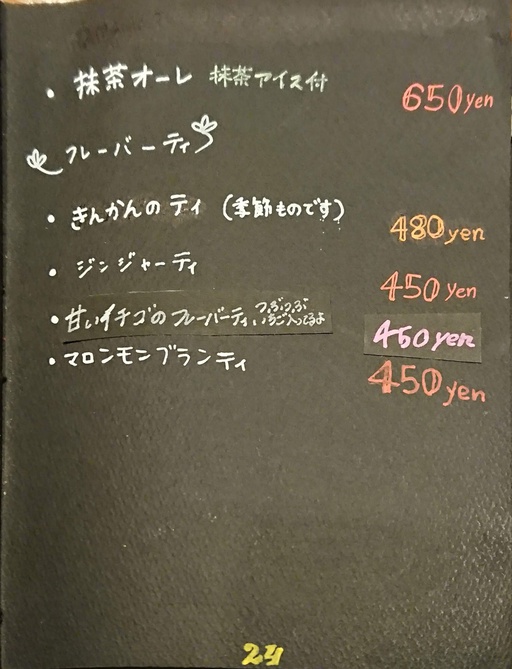 ・抹茶オーレ 抹茶アイス付 650yen
フレーバーティ
・きんかんのティ (季節ものです) 480yen
・ジンジャーティ 450yen
・甘いイチゴのフレーバーティ つぶつぶいちご入ってるよ 450yen
・マロンモンブランティ 450yen
24